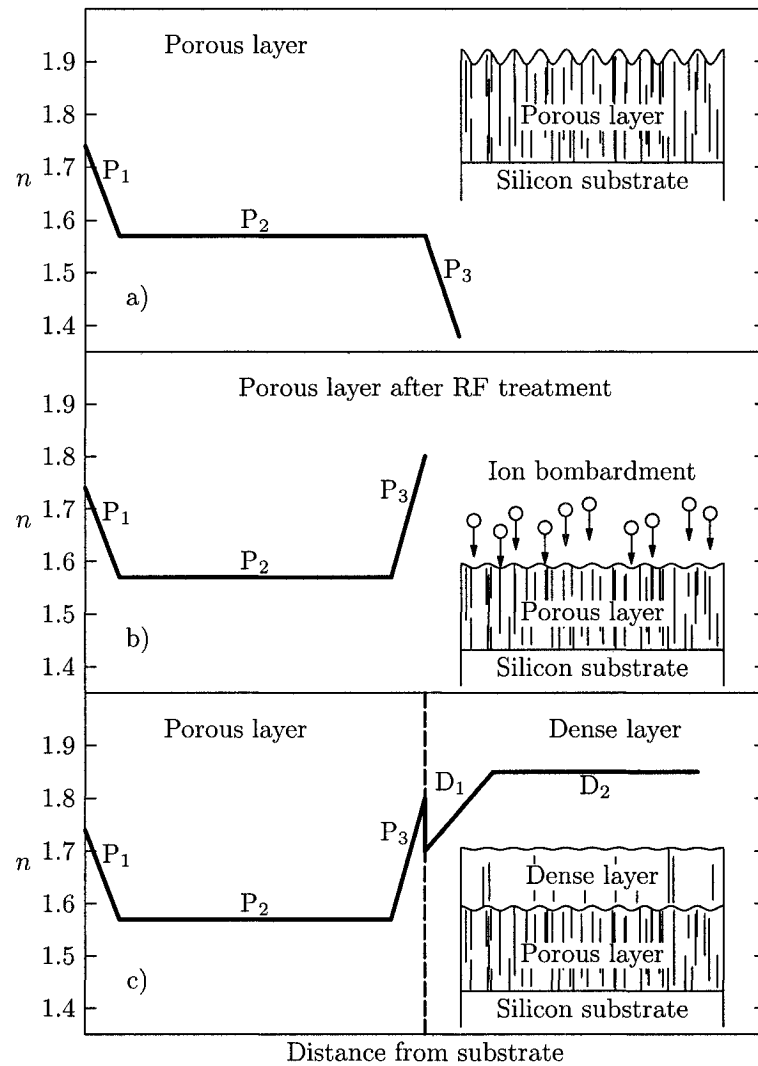 Porous layer
1.9
1.8
1.7
n
1.6
1.5
1.4
P1
P2
P3
a)
Porous layer
Silicon substrate
Porous layer after RF treatment
1.9
1.8
1.7
n
1.6
1.5
1.4
P1
P2
P3
b)
Ion bombardment
Porous layer
Silicon substrate
Porous layer
Dense layer
1.9
1.8
1.7
n
1.6
1.5
1.4
P1
P2
P3
D1
D2
c)
Dense layer
Porous layer
Silicon substrate
Distance from substrate